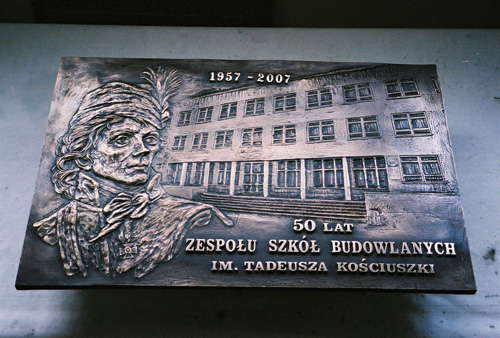 1957 - 2007
50 LAT
ZESPOŁU SZKÓŁ BUDOWLANYCH
IM. TADEUSZA KOŚCIUSZKI